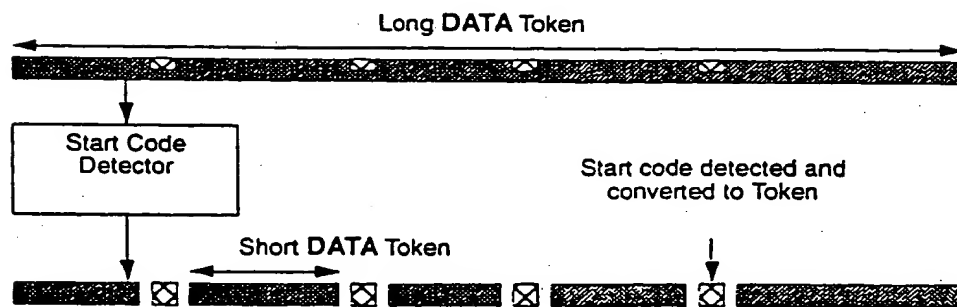 Long DATA Token
Start Code
Detector
Start code detected and
converted to Token
Short DATA Token